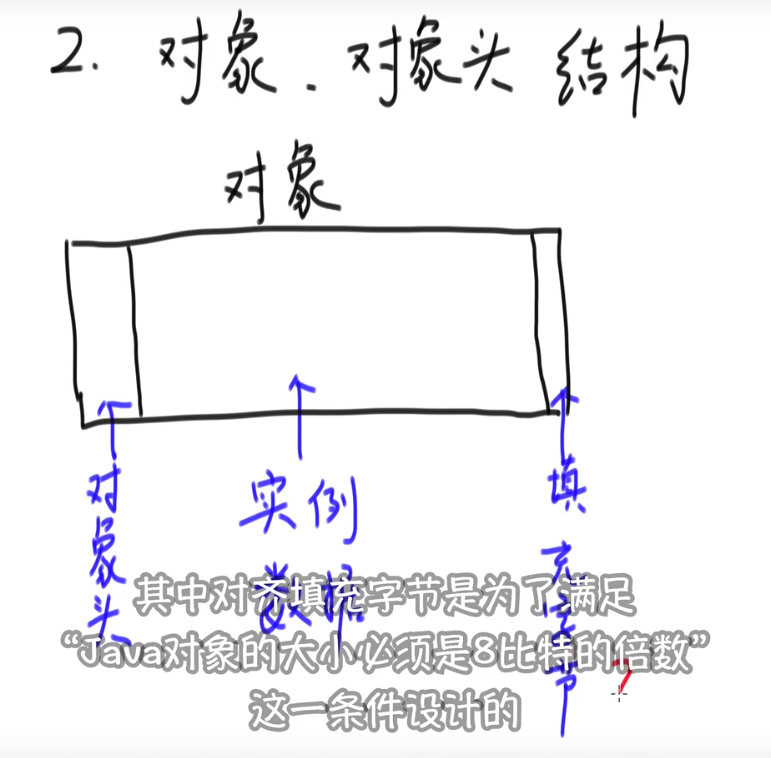 2. 对象、对象头结构
对象
对象头
实例
数据
填充字节
其中对齐填充字节是为了满足
“Java对象的大小必须是8比特的倍数”
这一条件设计的
?